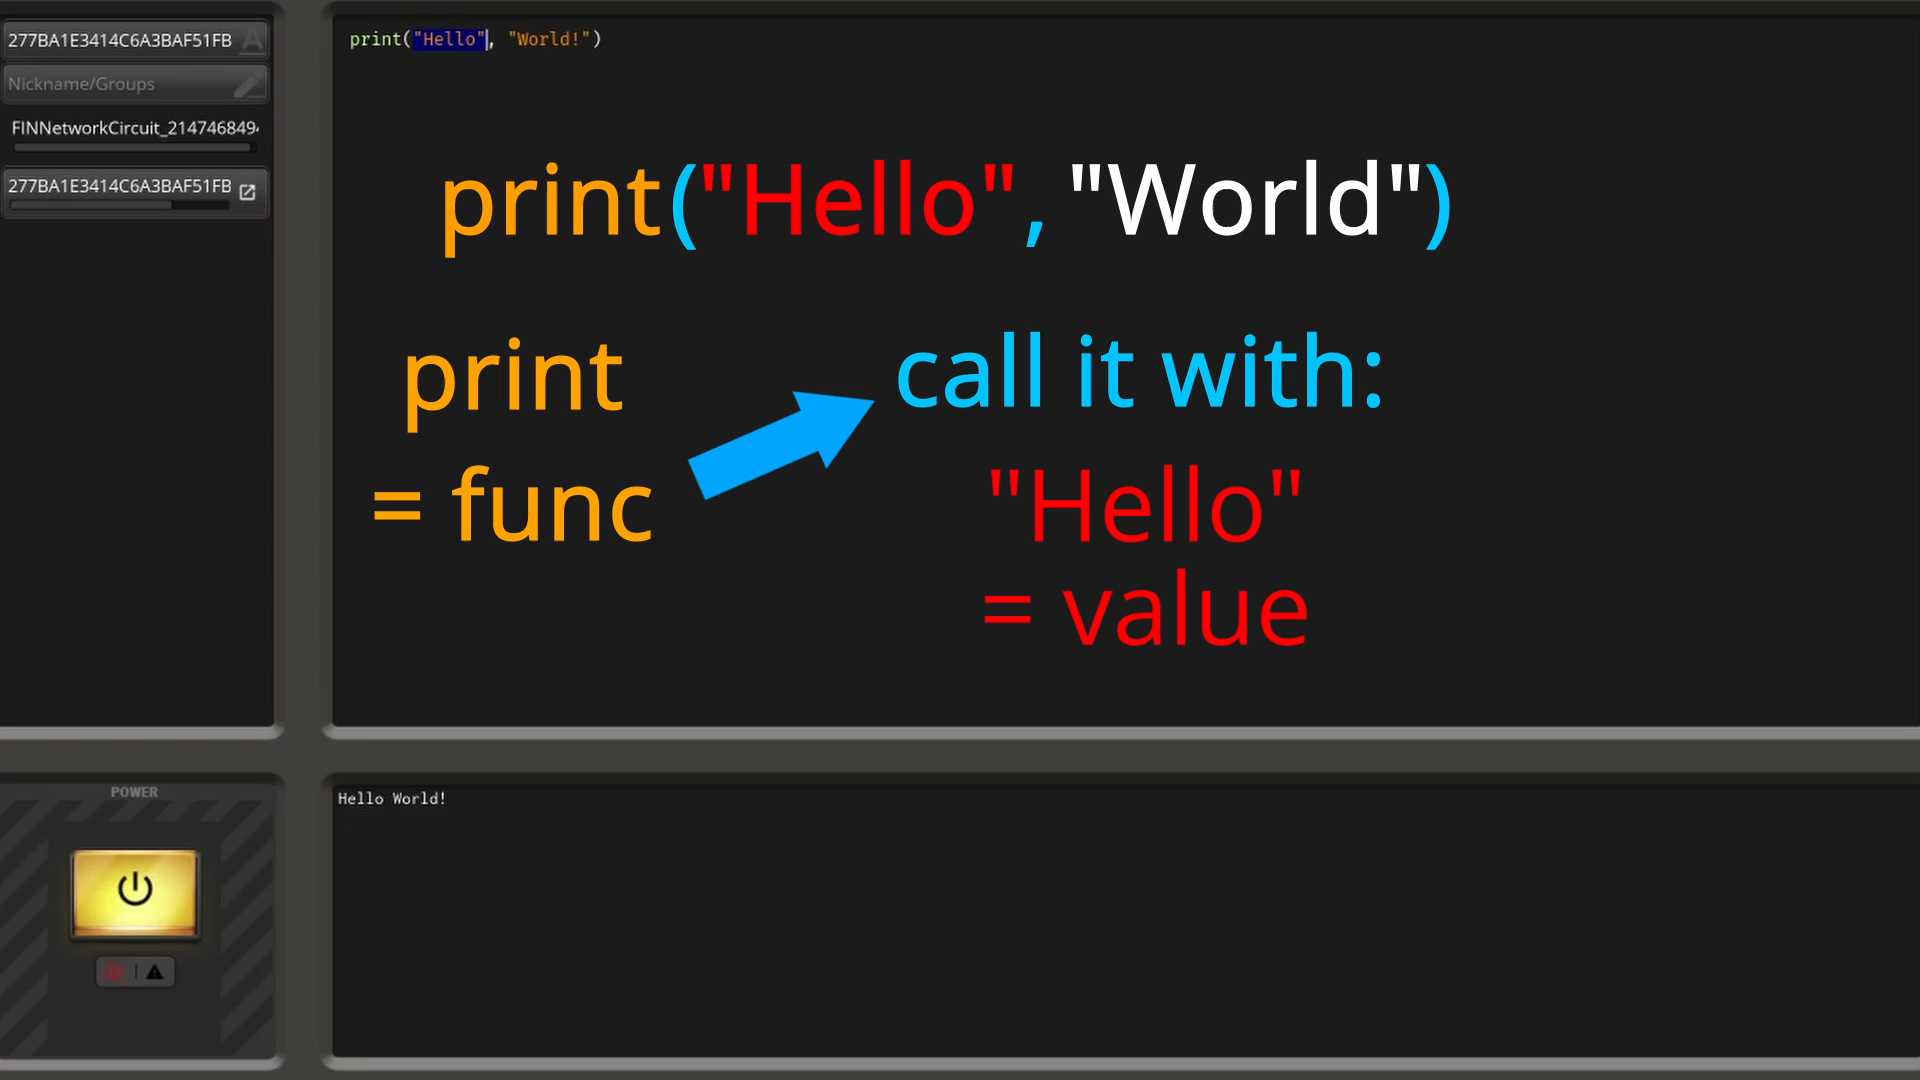 277BA1E3414C6A3BAF51FB
Nickname/Groups
FINNetworkCircuit_214746849
277BA1E3414C6A3BAF51FB
print("Hello", "World!")
print("Hello", "World")
print
= func
call it with:
"Hello"
= value
POWER
Hello World!